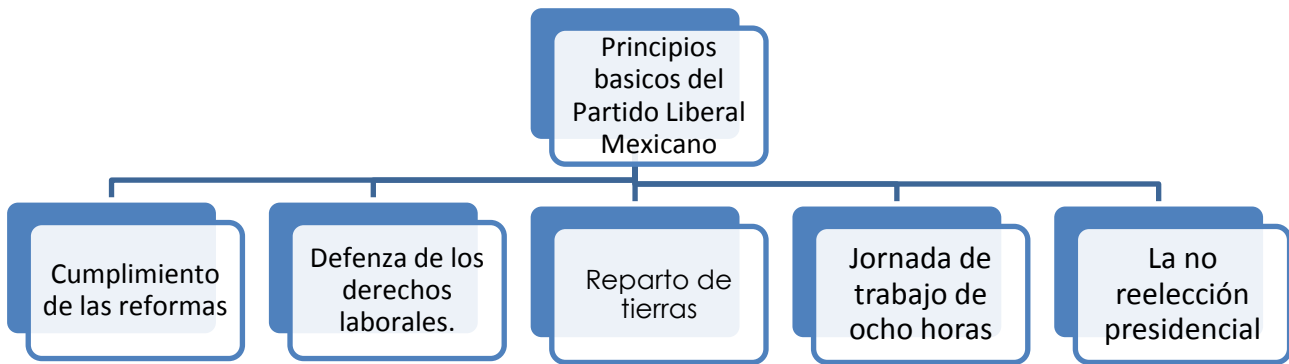 Principios
basicos del
Partido Liberal
Mexicano
Cumplimiento
de las reformas
Defenza de los
derechos
laborales.
Reparto de
tierras
Jornada de
trabajo de
ocho horas
La no
reelección
presidencial